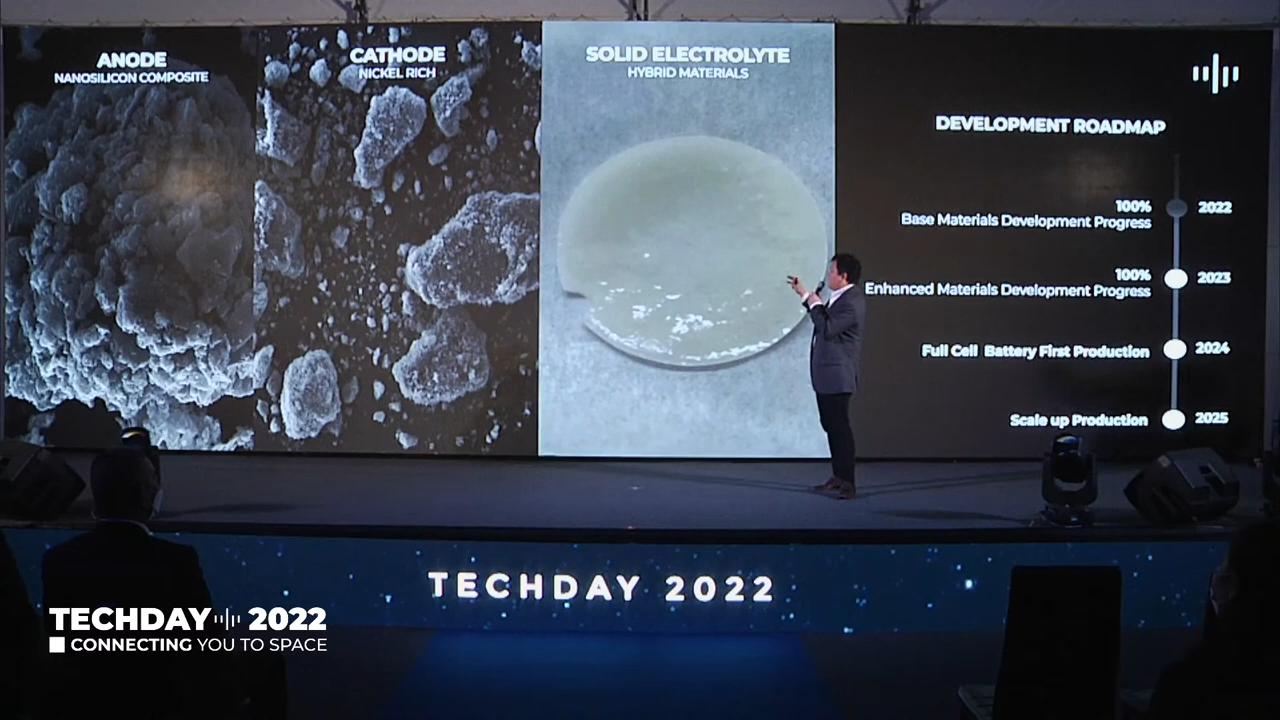 ANODE
NANOSILICON COMPOSITE
CATHODE
NICKEL RICH
SOLID ELECTROLYTE
HYBRID MATERIALS
DEVELOPMENT ROADMAP
100% 2022
Base Materials Development Progress
100% 2023
Enhanced Materials Development Progress
Full Cell Battery First Production 2024
Scale up Production 2025
TECHDAY 2022
TECHDAY 2022
CONNECTING YOU TO SPACE